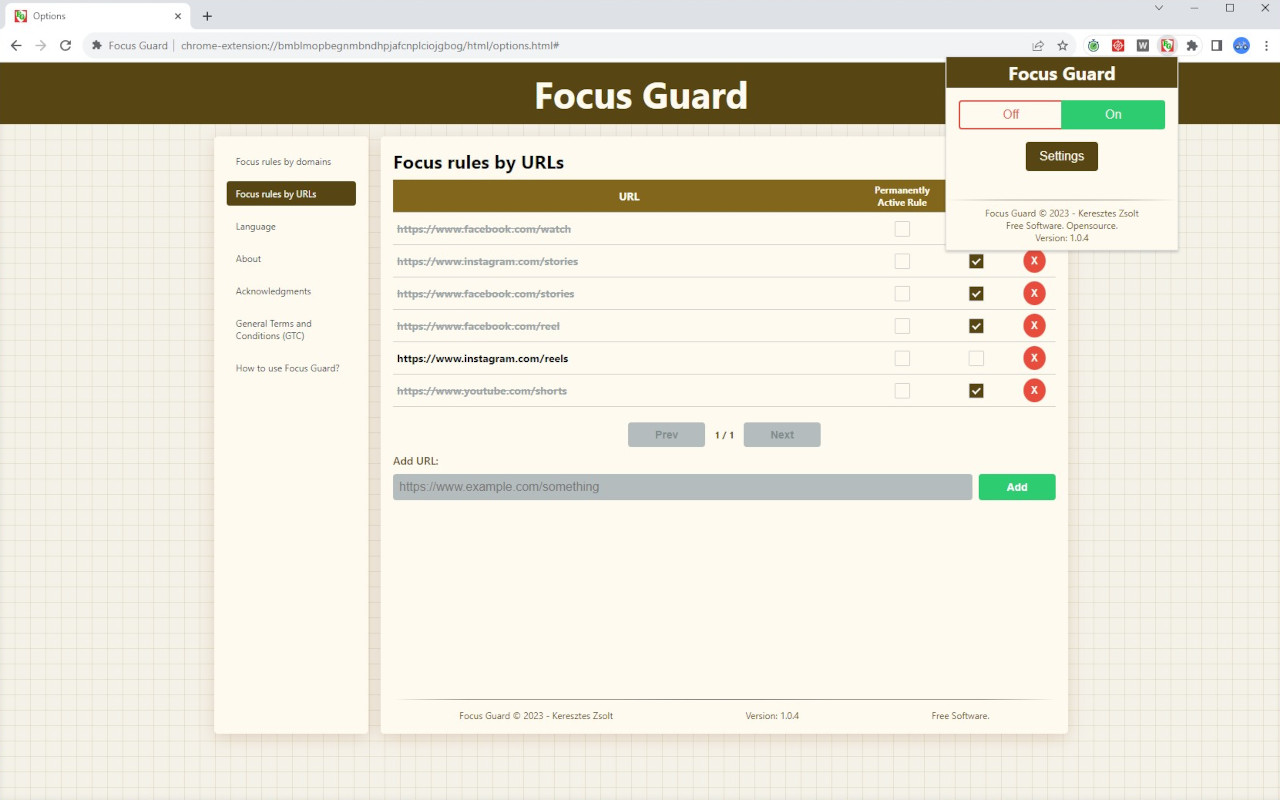 Options
Focus Guard
chrome-extension://bmblmopbegnmbndhpjafcnplciojgbog/html/options.html#
Focus Guard
Focus Guard
Off
On
Settings
Focus Guard © 2023 - Keresztes Zsolt
Free Software. Opensource.
Version: 1.0.4
Focus rules by domains
Focus rules by URLs
Language
About
Acknowledgments
General Terms and
Conditions (GTC)
How to use Focus Guard?
Focus rules by URLs
URL
Permanently
Active Rule
https://www.facebook.com/watch
https://www.instagram.com/stories
X
https://www.facebook.com/stories
X
https://www.facebook.com/reel
X
https://www.instagram.com/reels
X
https://www.youtube.com/shorts
X
Prev
1 / 1
Next
Add URL:
https://www.example.com/something
Add
Focus Guard © 2023 - Keresztes Zsolt
Version: 1.0.4
Free Software.